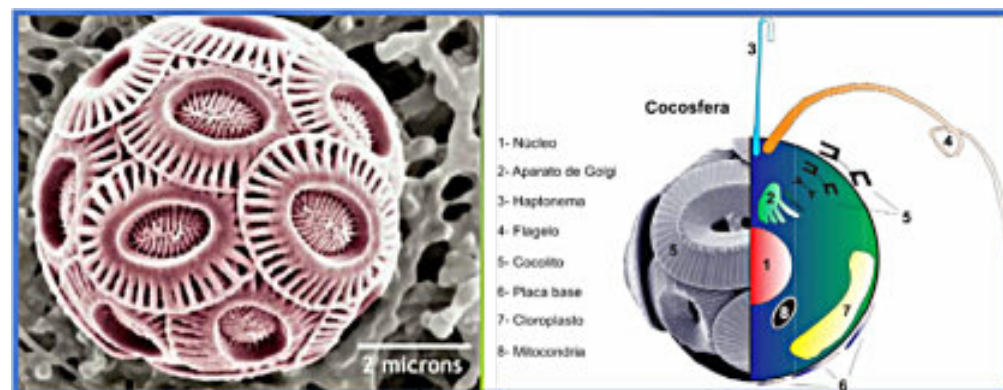 2 microns
Cocosfera
1- Núcleo
2- Aparato de Golgi
3- Haptonema
4- Flagelo
5- Cocolito
6- Placa base
7- Cloroplasto
8- Mitocondria
3
4
2
5
5
1
8
7
6